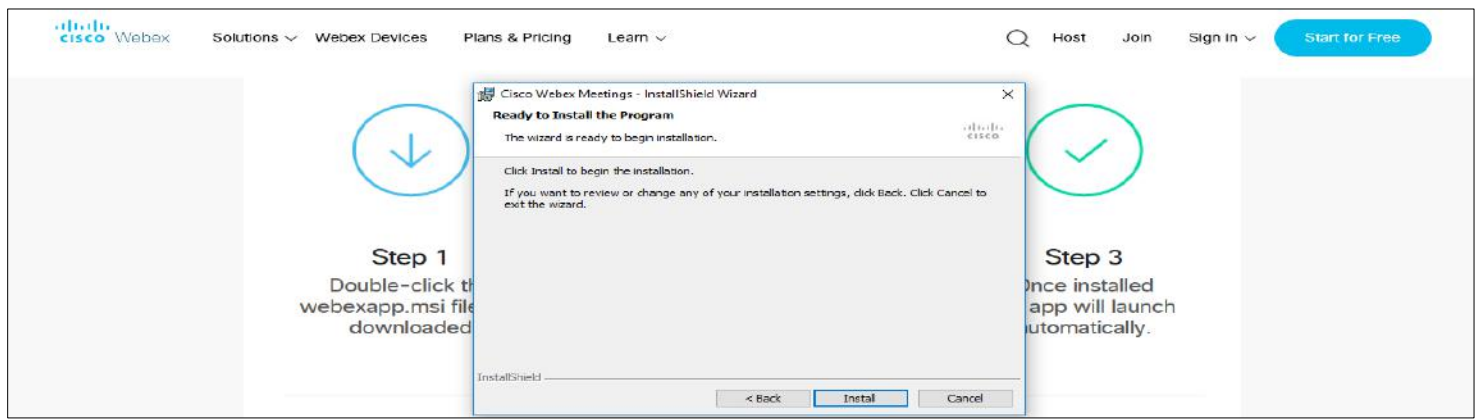 cisco Webex Solutions Webex Devices Plans & Pricing Learn Host Join Sign in Start for Free
Cisco Webex Meetings - InstallShield Wizard
Ready to Install the Program
The wizard is ready to begin installation.
cisco
Click Install to begin the installation.
If you want to review or change any of your installation settings, click Back. Click Cancel to
exit the wizard.
InstallShield
< Back Install Cancel
Step 1
Double-click
webexapp.msi
downloaded
Step 3
installed
app will launch